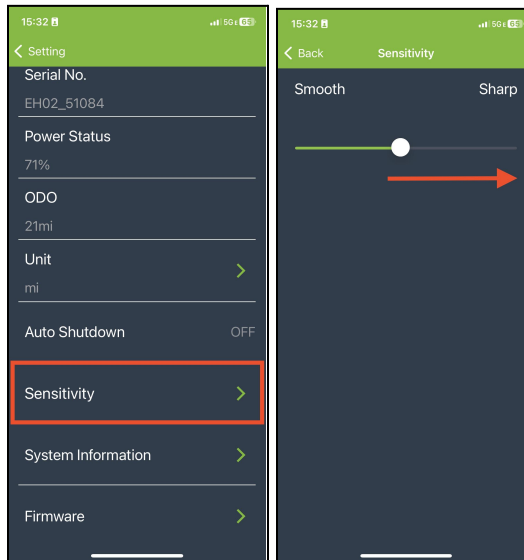 15:32
5G E 65
Setting
Serial No.
EH02_51084
Power Status
71%
ODO
21mi
Unit
mi
Auto Shutdown OFF
Sensitivity
System Information
Firmware
15:32
5G E 65
Back Sensitivity
Smooth Sharp